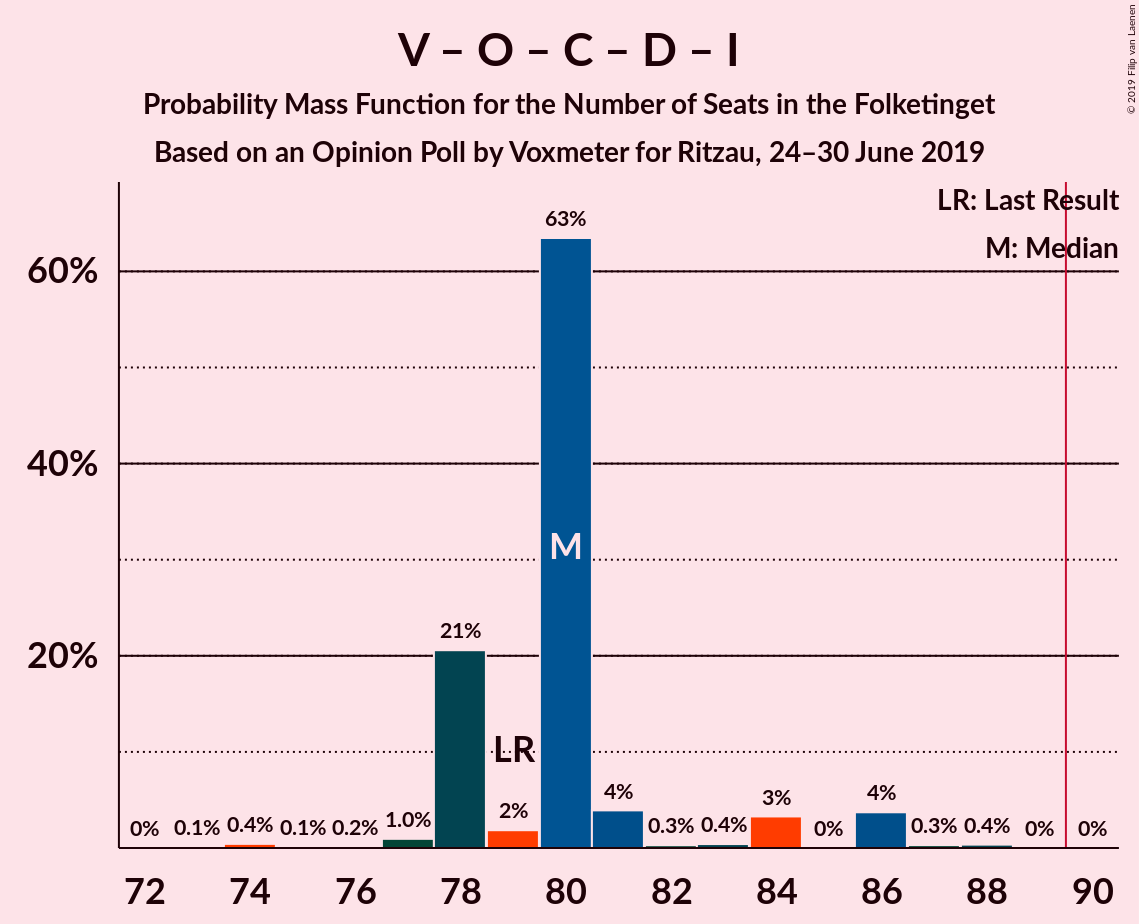 V – O – C – D – I
Probability Mass Function for the Number of Seats in the Folketinget
Based on an Opinion Poll by Voxmeter for Ritzau, 24–30 June 2019
© 2019 Filip van Laenen
LR: Last Result
M: Median
63%
60%
M
40%
21%
20%
LR
0% 0.1% 0.4% 0.1% 0.2% 1.0% 2% 4% 0.3% 0.4% 3% 0% 4% 0.3% 0.4% 0% 0%
72 74 76 78 80 82 84 86 88 90